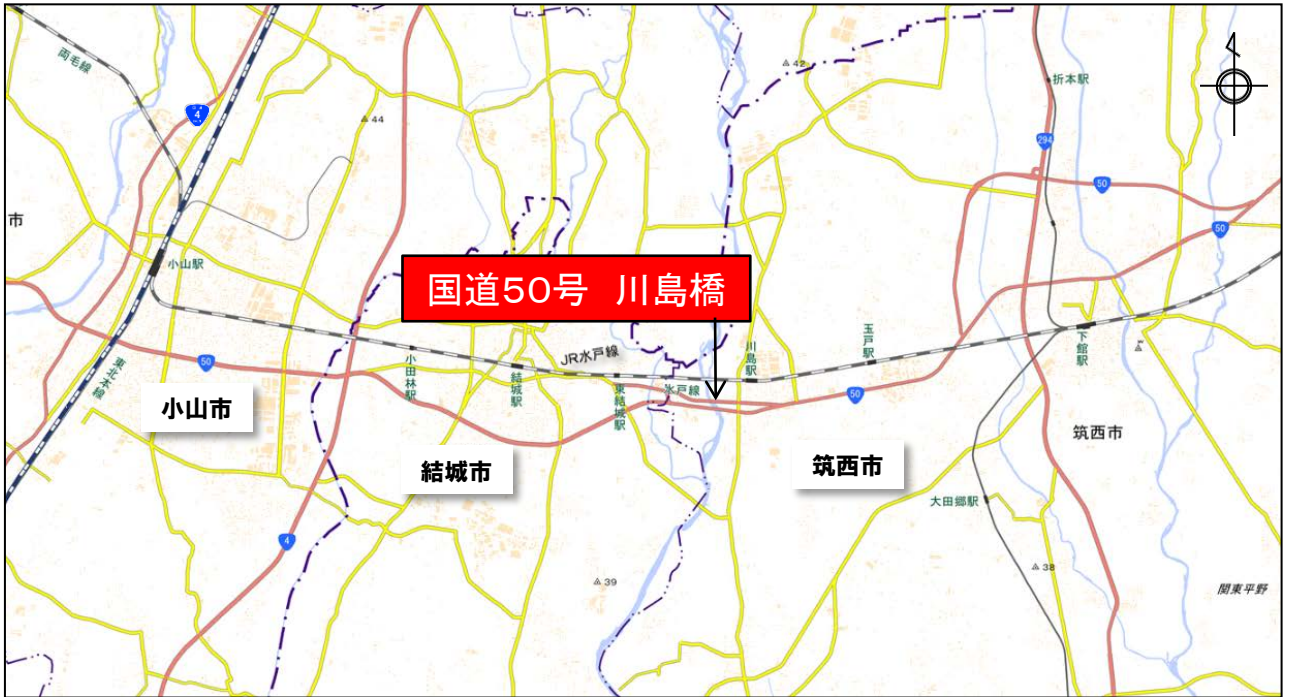 両毛線
4
44
42
折本駅
294
50
50
市
小山駅
国道50号 川島橋
JR水戸線
水戸線
小田林駅
結城駅
東結城駅
川島駅
玉戸駅
下館駅
50
50
東北本線
小山市
結城市
筑西市
筑西市
大田郷駅
4
39
38
関東平野